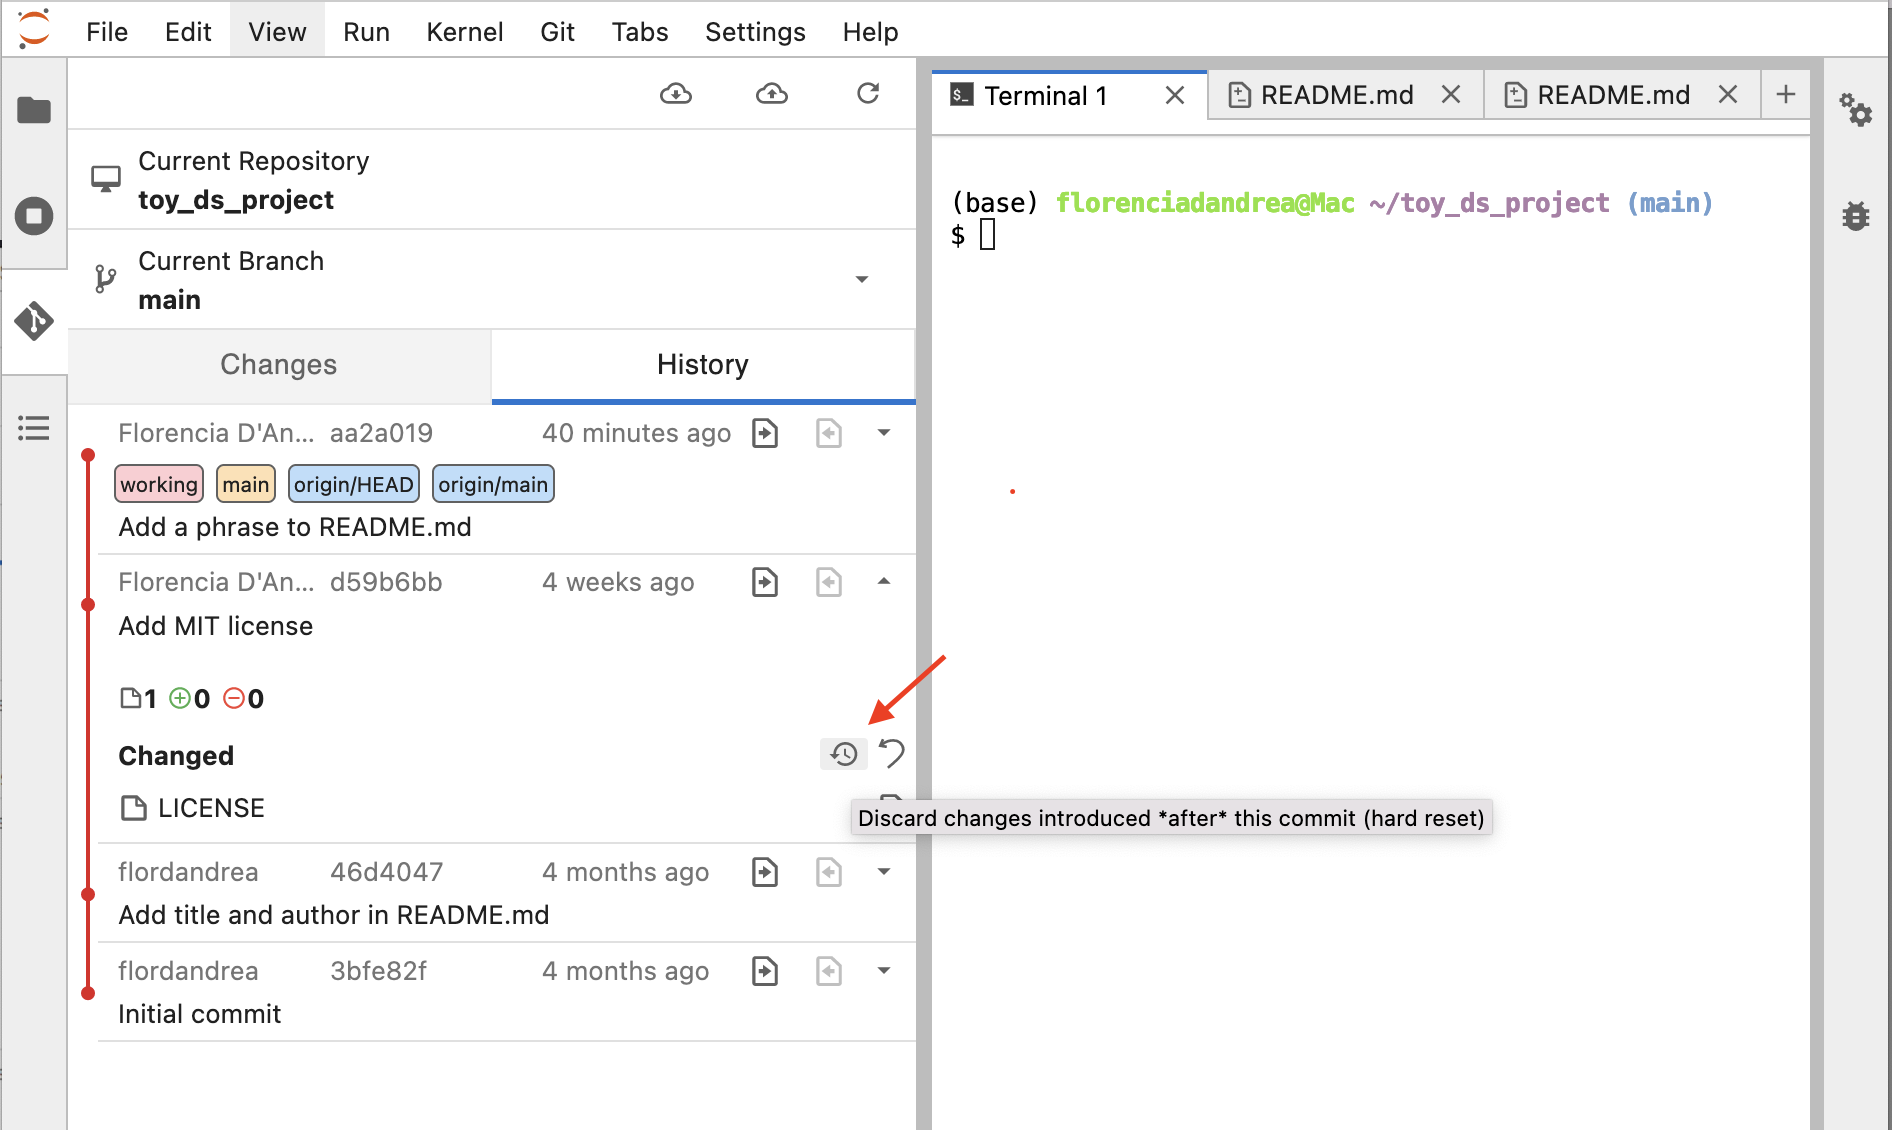 File Edit View Run Kernel Git Tabs Settings Help
Current Repository
toy_ds_project
Current Branch
main
Changes History
Florencia D'An... aa2a019 40 minutes ago
working main origin/HEAD origin/main
Add a phrase to README.md
Florencia D'An... d59b6bb 4 weeks ago
Add MIT license
1 0 0
Changed
LICENSE
Discard changes introduced *after* this commit (hard reset)
flordandrea 46d4047 4 months ago
Add title and author in README.md
flordandrea 3bfe82f 4 months ago
Initial commit
$_ Terminal 1 README.md README.md
(base) florenciadandrea@Mac ~/toy_ds_project (main)
$